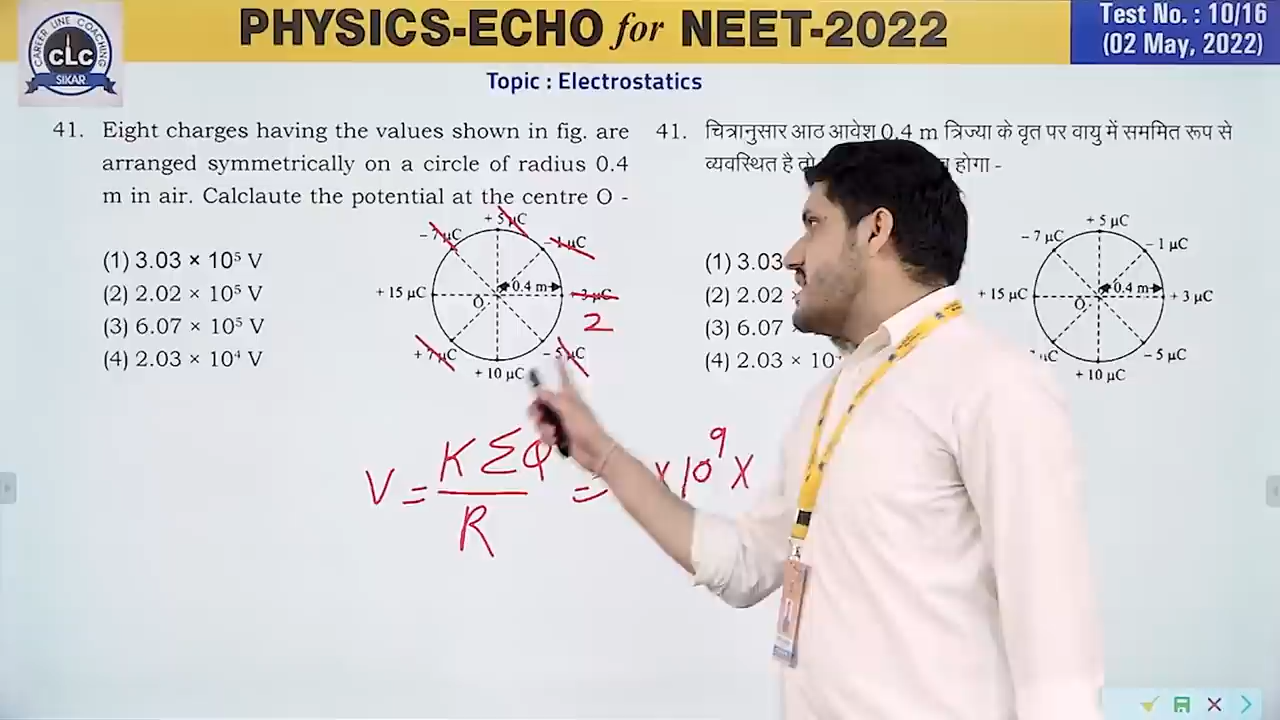 CAREER LINE COACHING
CLC
SIKAR
PHYSICS-ECHO for NEET-2022
Test No. : 10/16
(02 May, 2022)
Topic : Electrostatics
41. Eight charges having the values shown in fig. are
arranged symmetrically on a circle of radius 0.4
m in air. Calclaute the potential at the centre O -
+ 5 μC
- 7 μC
- 1 μC
+ 15 μC
O
0.4 m
+ 3 μC
2
+ 7 μC
- 5 μC
+ 10 μC
(1) 3.03 × 10⁵ V
(2) 2.02 × 10⁵ V
(3) 6.07 × 10⁵ V
(4) 2.03 × 10⁴ V
41. चित्रानुसार आठ आवेश 0.4 m त्रिज्या के वृत पर वायु में सममित रूप से
व्यवस्थित है तो होगा -
+ 5 μC
- 7 μC
- 1 μC
+ 15 μC
O
0.4 m
+ 3 μC
μC
- 5 μC
+ 10 μC
(1) 3.03
(2) 2.02 ×
(3) 6.07 ×
(4) 2.03 × 10
V = K Σ Q / R = × 10⁹ ×